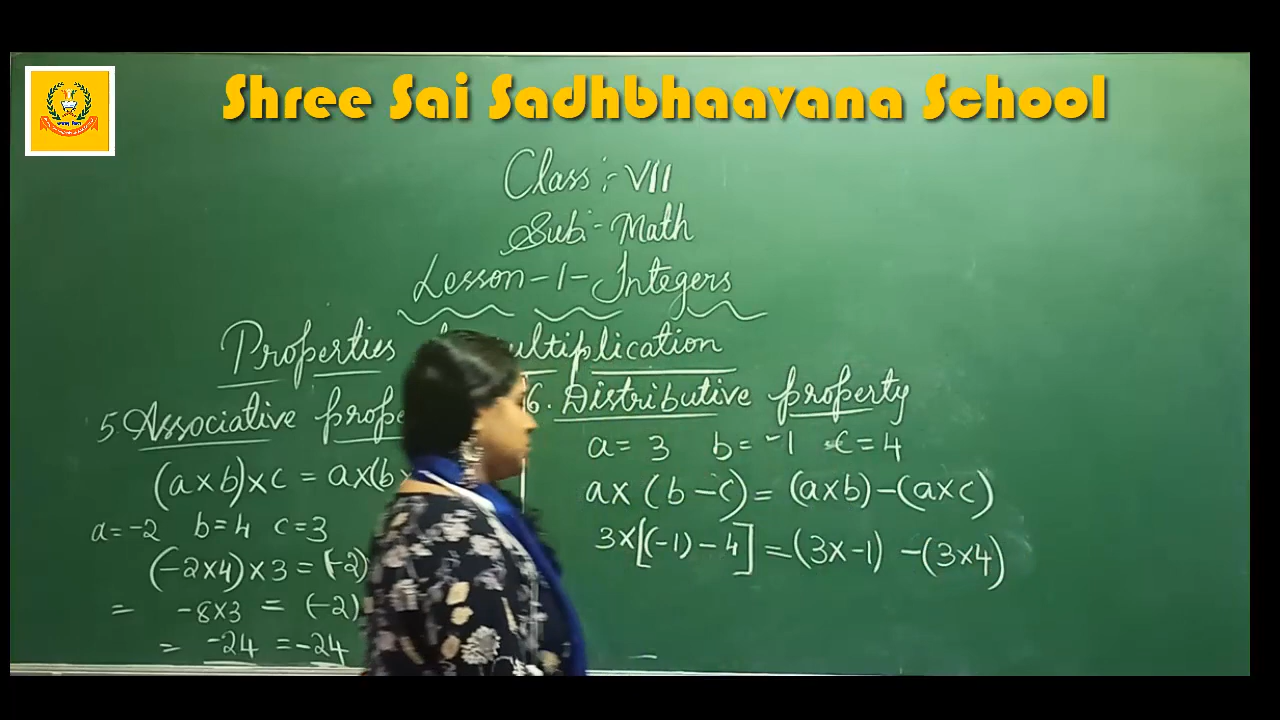 Shree Sai Sadhbhaavana School
Class :- VII
Sub:- Math
Lesson-1-Integers
Properties multiplication
5. Associative
(a×b)×c = a×(b×
a=-2 b=4 c=3
(-2×4)×3 = (-2)
= -8×3 = (-2)
= -24 = -24
6. Distributive property
a=3 b=-1 c=4
a×(b-c)=(a×b)-(a×c)
3×[(-1)-4]=(3×-1)-(3×4)